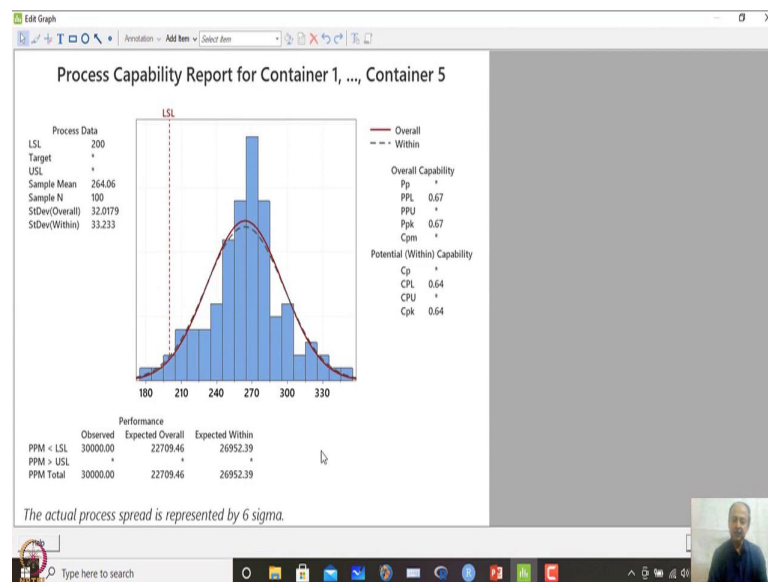 Edit Graph
T Annotation Add Item Select Item
Process Capability Report for Container 1, ..., Container 5
LSL
Process Data
LSL 200
Target *
USL *
Sample Mean 264.06
Sample N 100
StDev(Overall) 32.0179
StDev(Within) 33.233
Overall
Within
Overall Capability
Pp *
PPL 0.67
PPU *
Ppk 0.67
Cpm *
Potential (Within) Capability
Cp *
CPL 0.64
CPU *
Cpk 0.64
180 210 240 270 300 330
Performance
Observed Expected Overall Expected Within
PPM < LSL 30000.00 22709.46 26952.39
PPM > USL * * *
PPM Total 30000.00 22709.46 26952.39
The actual process spread is represented by 6 sigma.
Help
Type here to search